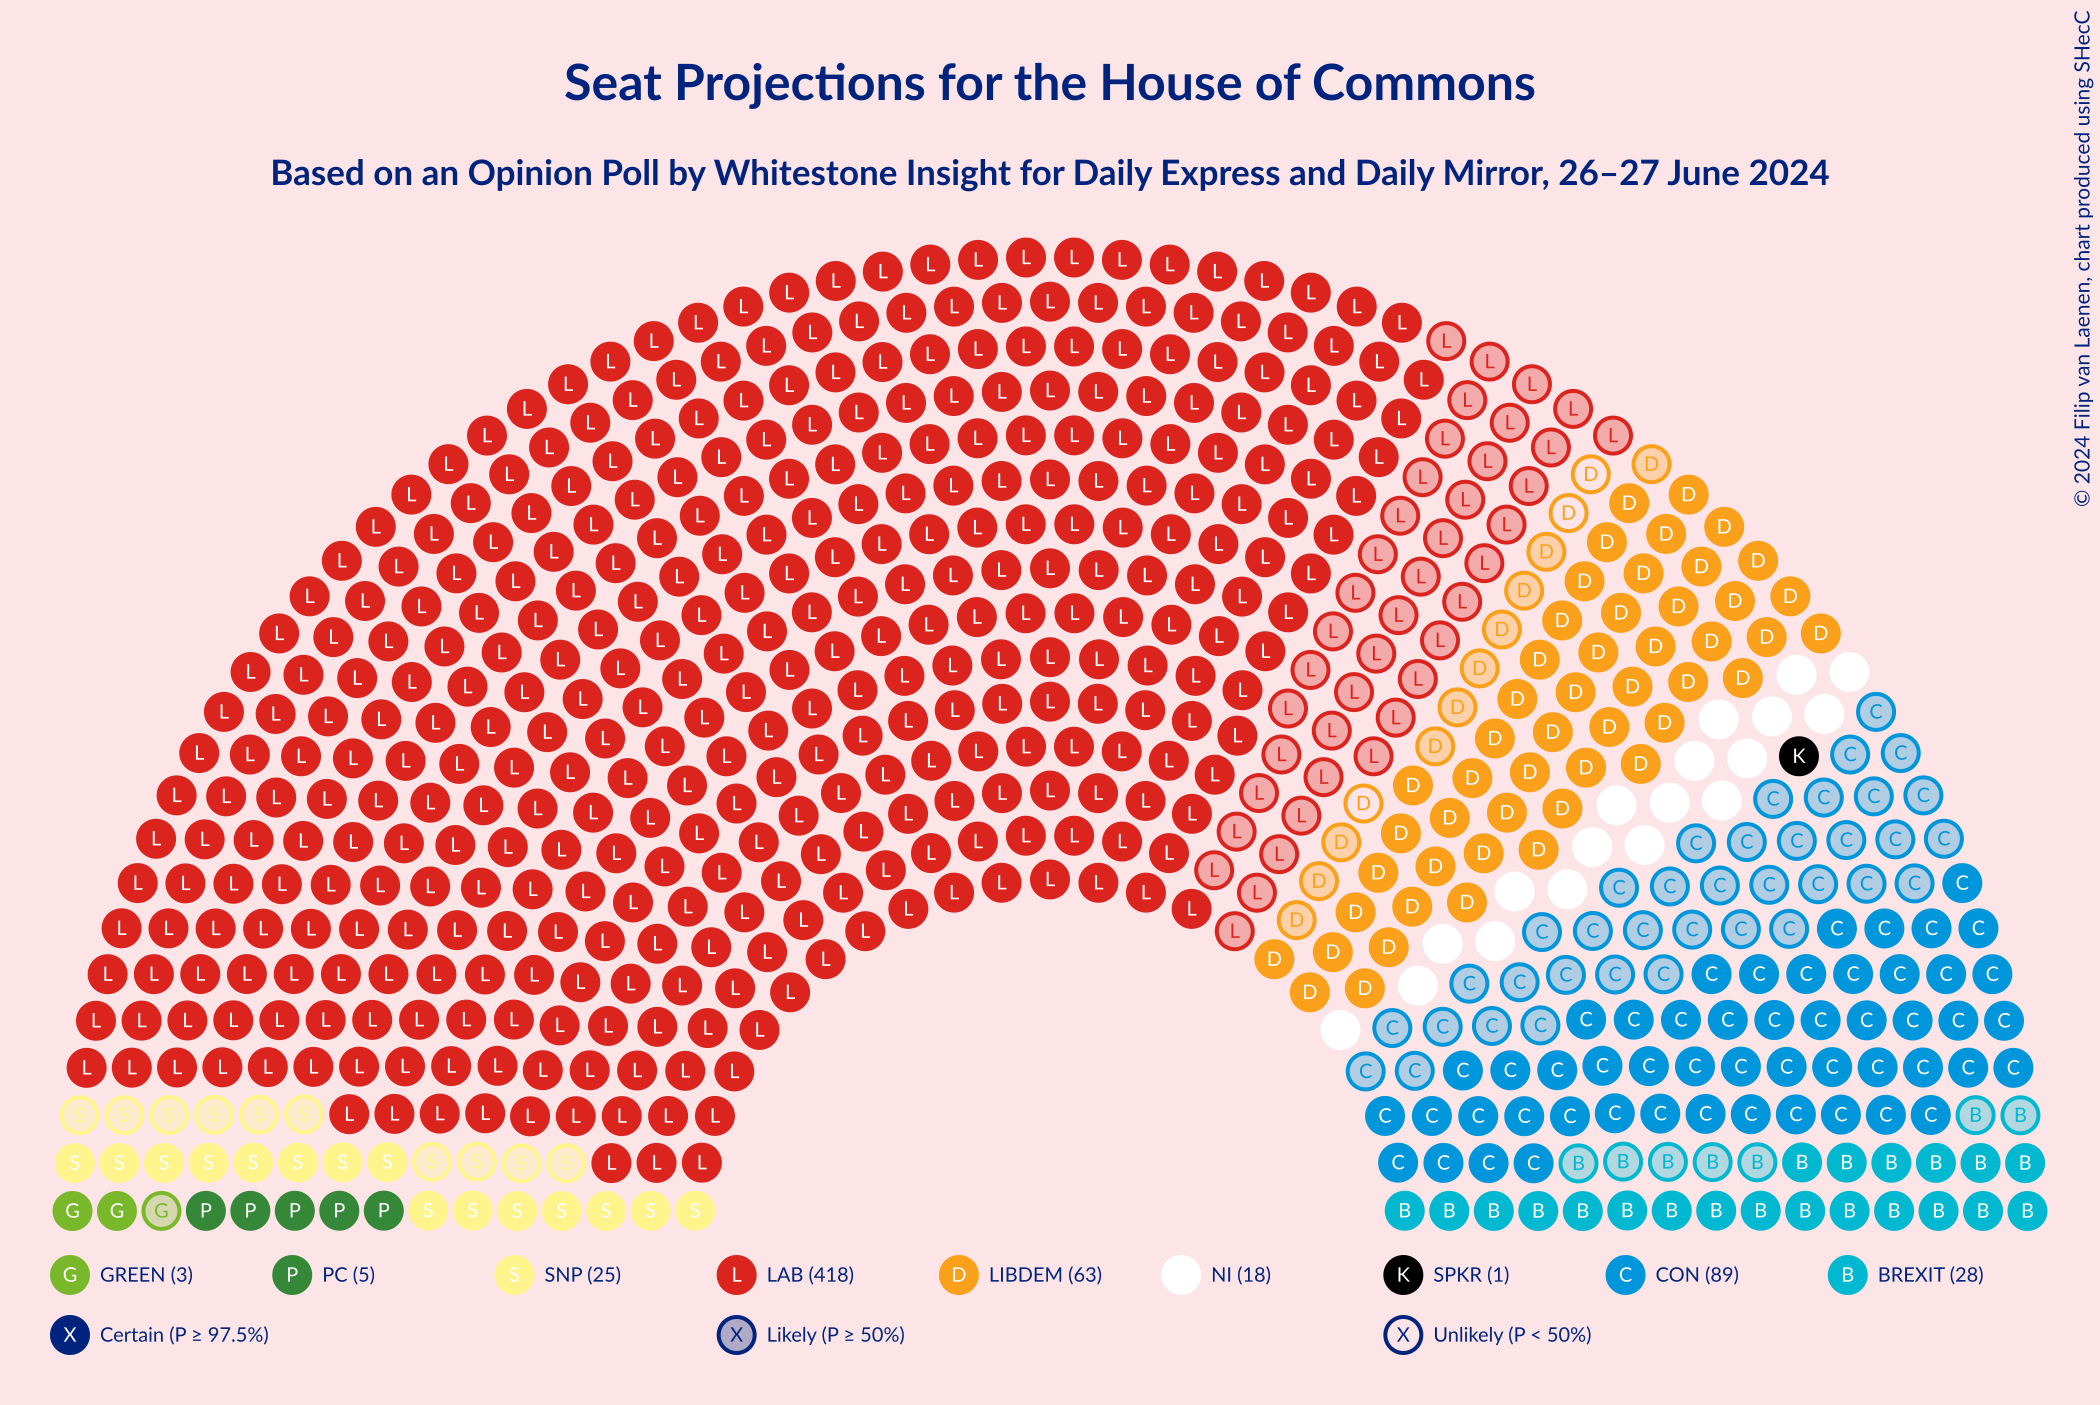 Seat Projections for the House of Commons
Based on an Opinion Poll by Whitestone Insight for Daily Express and Daily Mirror, 26–27 June 2024
© 2024 Filip van Laenen, chart produced using SHecC
G GREEN (3) P PC (5) S SNP (25) L LAB (418) D LIBDEM (63) NI (18) K SPKR (1) C CON (89) B BREXIT (28)
X Certain (P ≥ 97.5%) X Likely (P ≥ 50%) X Unlikely (P < 50%)